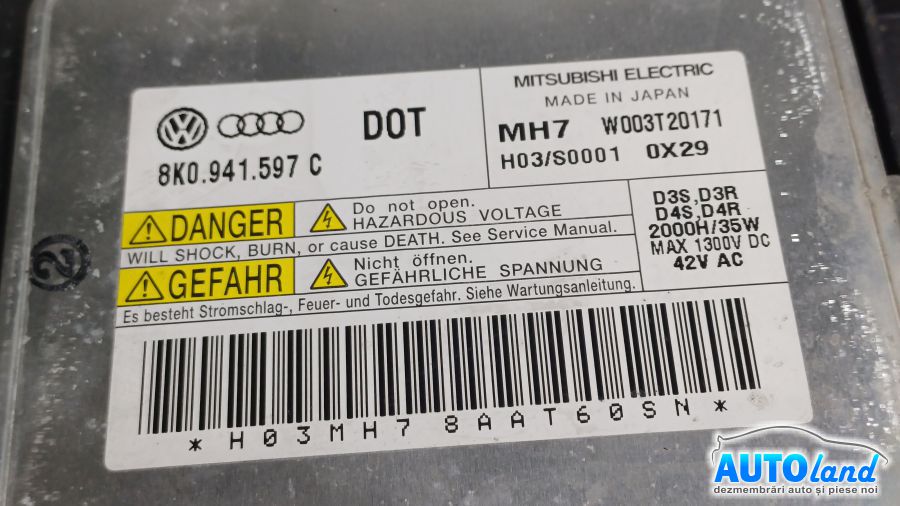 MITSUBISHI ELECTRIC
MADE IN JAPAN
DOT
MH7 W003T20171
8K0.941.597 C
H03/S0001 0X29
DANGER
Do not open.
HAZARDOUS VOLTAGE
WILL SHOCK, BURN, or cause DEATH. See Service Manual.
GEFAHR
Nicht öffnen.
GEFÄHRLICHE SPANNUNG
Es besteht Stromschlag-, Feuer- und Todesgefahr. Siehe Wartungsanleitung.
D3S,D3R
D4S,D4R
2000H/35W
MAX 1300V DC
42V AC
2
*H03MH78AAT60SN*
AUTOland
dezmembrări auto și piese noi